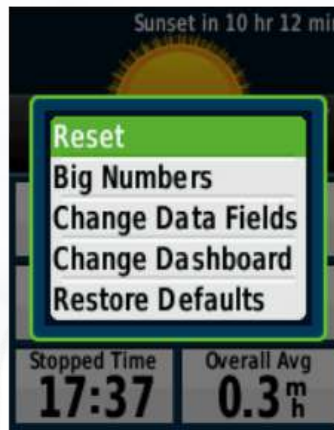 Sunset in 10 hr 12 min
Reset
Big Numbers
Change Data Fields
Change Dashboard
Restore Defaults
Stopped Time
Overall Avg
17:37
0.3 mh